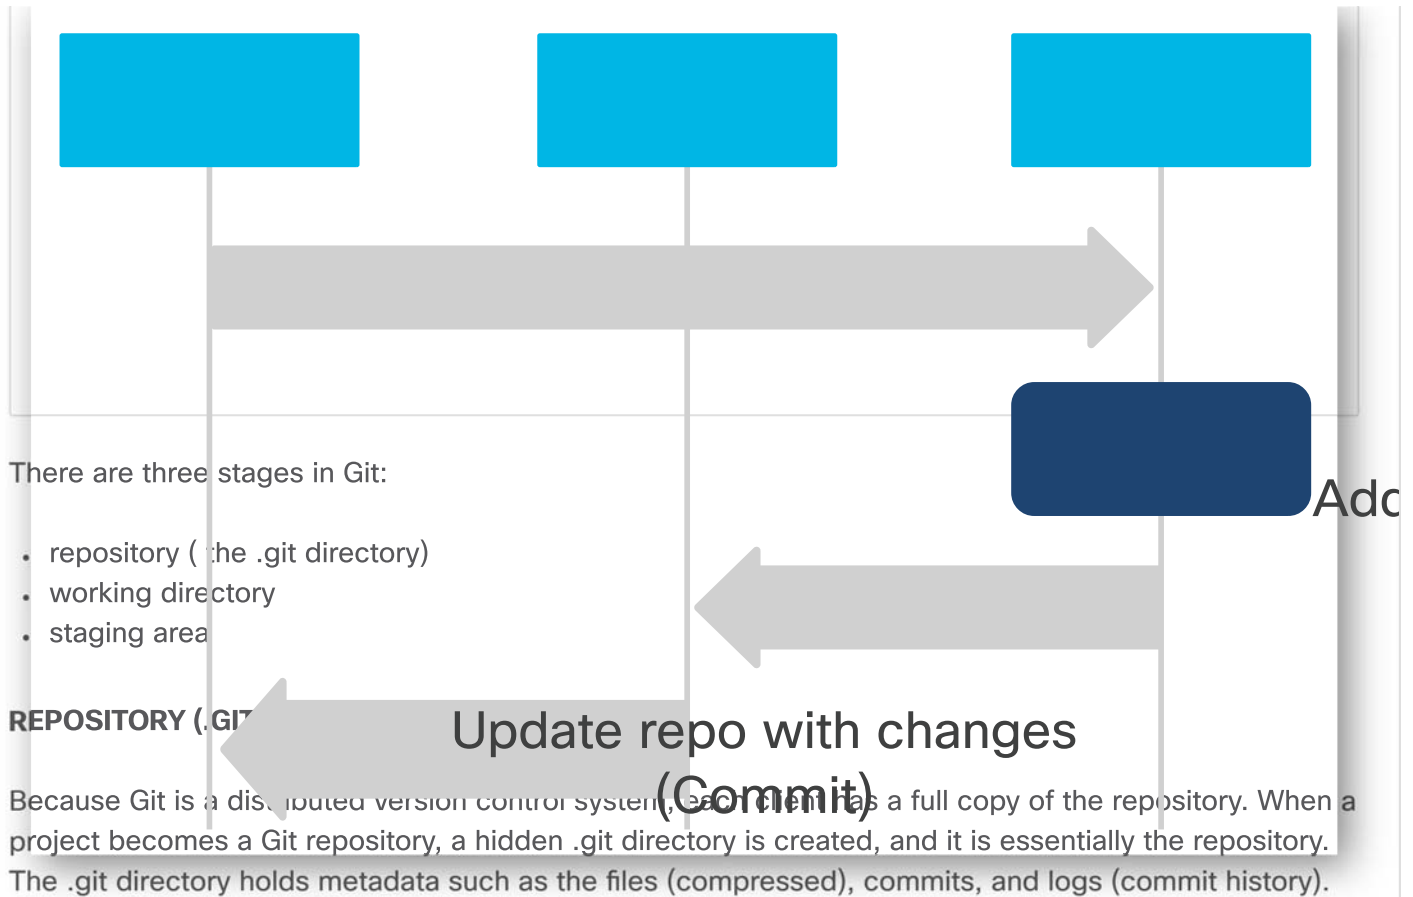 There are three stages in Git:
Add
• repository ( the .git directory)
• working directory
• staging area
REPOSITORY (.GIT
Update repo with changes
(Commit)
Because Git is a distributed version control system, each client has a full copy of the repository. When a
project becomes a Git repository, a hidden .git directory is created, and it is essentially the repository.
The .git directory holds metadata such as the files (compressed), commits, and logs (commit history).